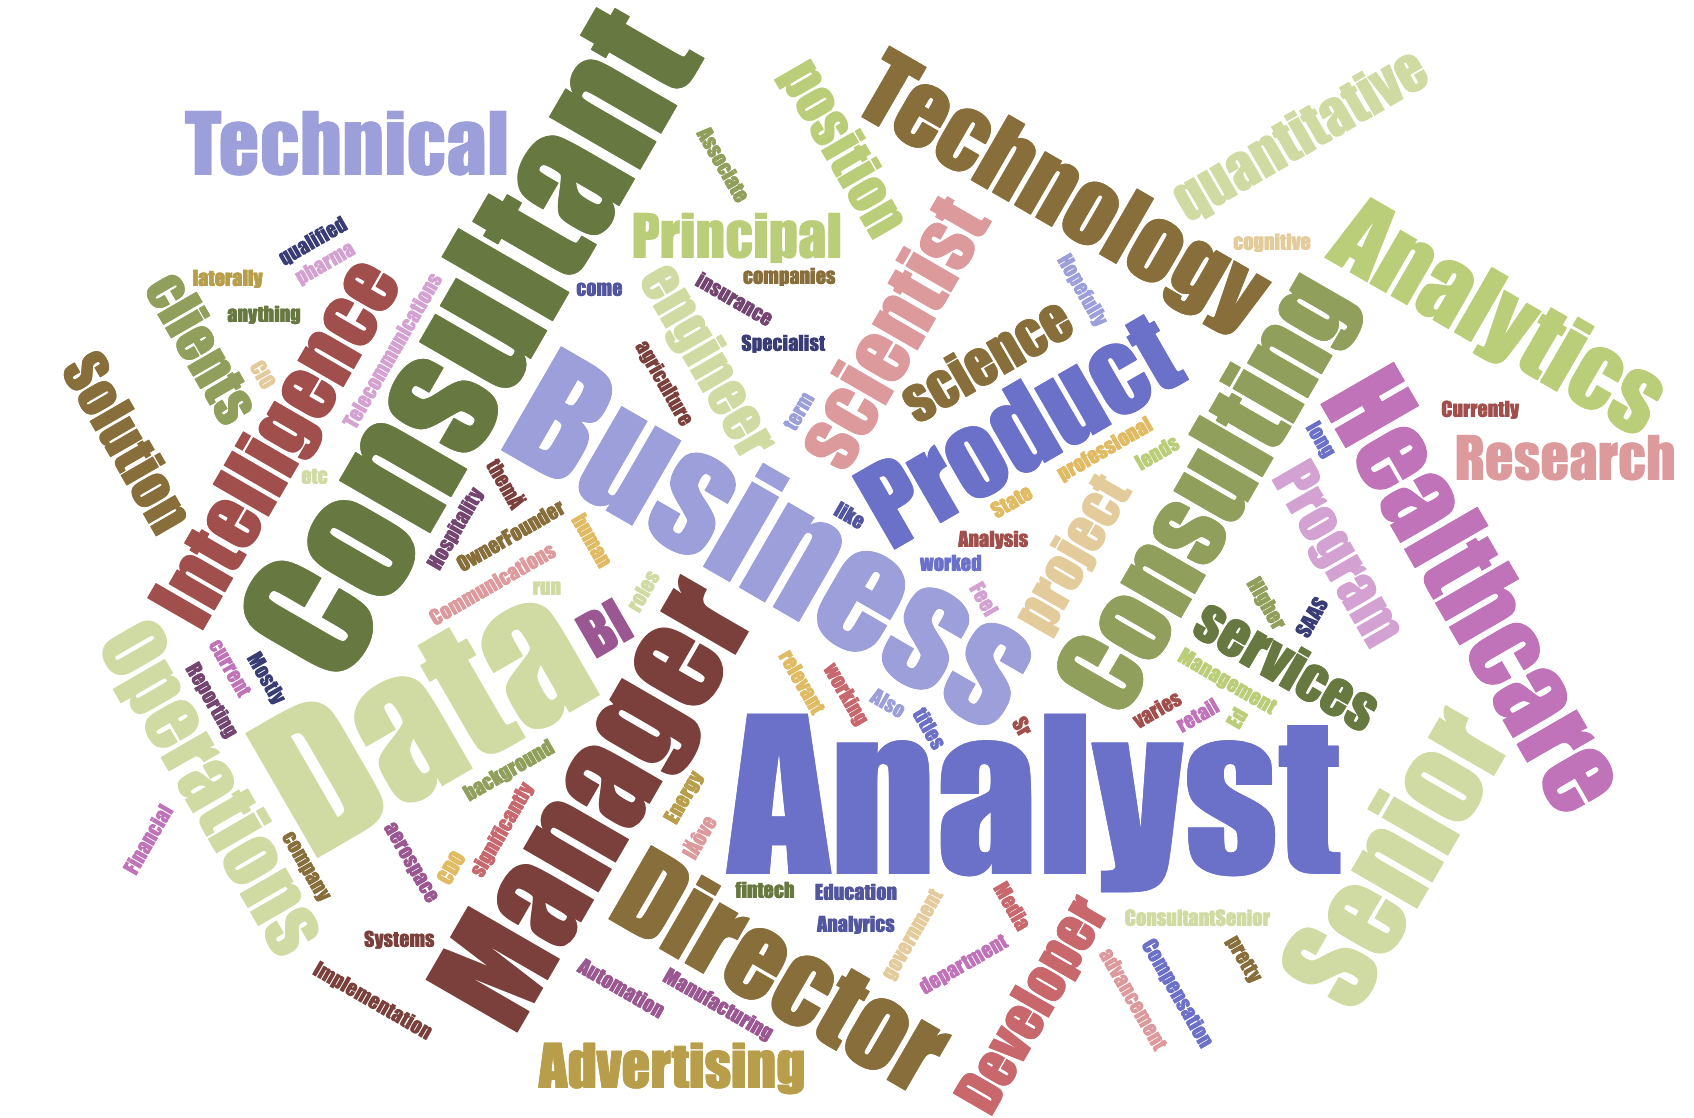 Consultant
Technical
position
Technology
quantitative
Associate
Principal
scientist
cognitive
Analytics
qualified
pharma
laterally
anything
Clients
Intelligence
Telecommunications
come
engineer
insurance
companies
Specialist
Hopefully
science
Product
Consulting
Healthcare
Currently
Research
long
Solution
CIO
etc
agriculture
term
Business
professional
lends
State
like
Analysis
worked
project
Program
themÄ
Hospitality
OwnerFounder
human
Communications
run
roles
BI
feel
Higher
SAAS
services
Management
Operations
current
Reporting
Mostly
Data
Manager
relevant
working
Also
titles
Sr
varies
retail
Ed
Analyst
Senior
background
significantly
Energy
Financial
company
aerospace
CDO
Director
fintech
Education
Analyrics
government
Media
department
Developer
ConsultantSenior
advancement
Compensation
pretty
Systems
Implementation
Automation
Manufacturing
Advertising